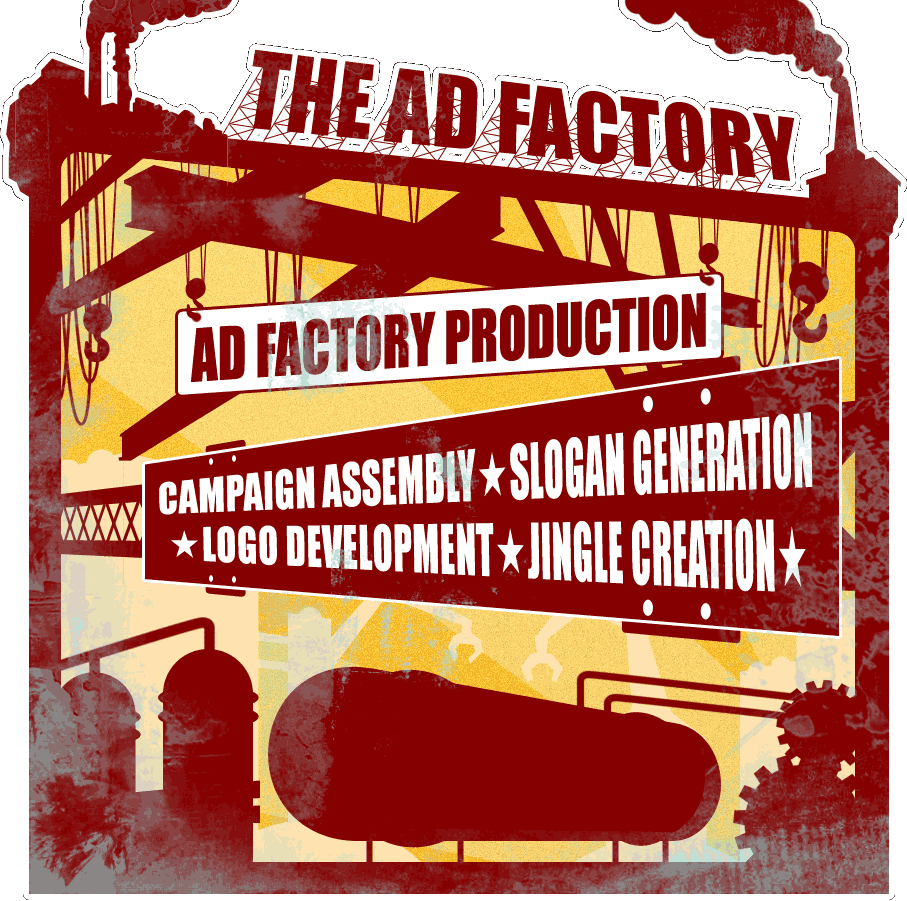 THE AD FACTORY
AD FACTORY PRODUCTION
CAMPAIGN ASSEMBLY★SLOGAN GENERATION
★LOGO DEVELOPMENT★JINGLE CREATION★